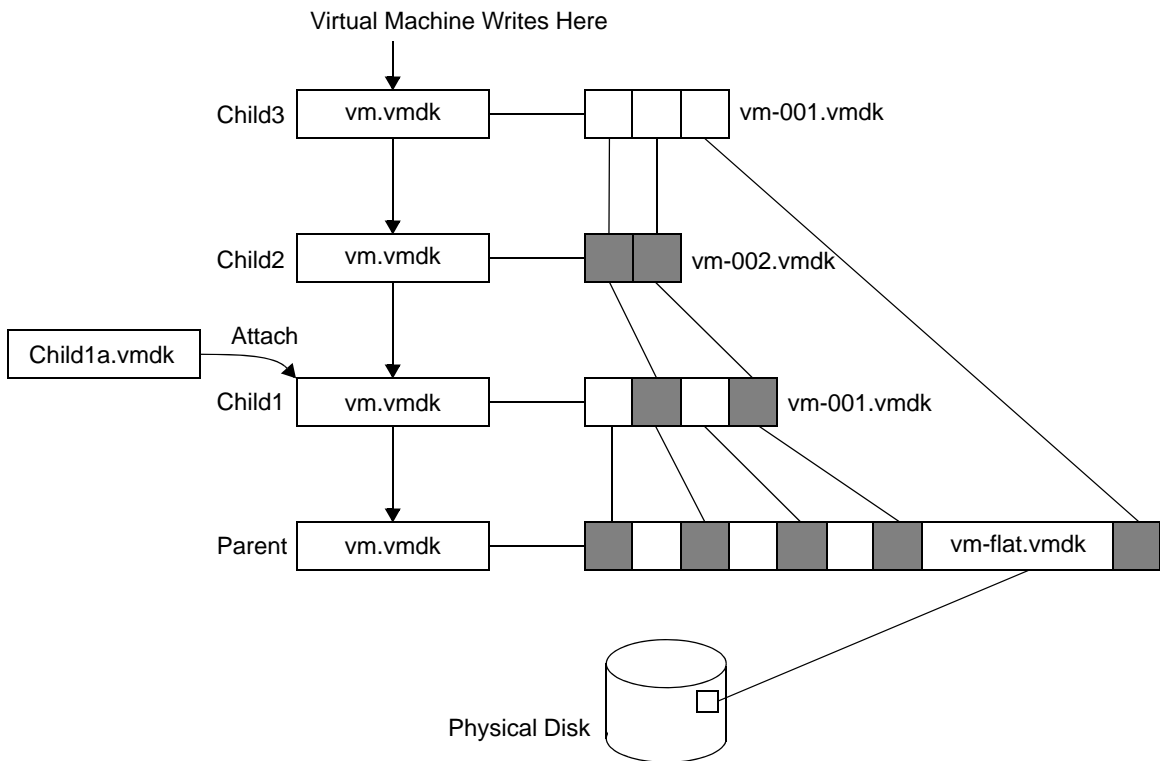 Virtual Machine Writes Here
Child3
vm.vmdk
vm-001.vmdk
Child2
vm.vmdk
vm-002.vmdk
Attach
Child1a.vmdk
Child1
vm.vmdk
vm-001.vmdk
Parent
vm.vmdk
vm-flat.vmdk
Physical Disk